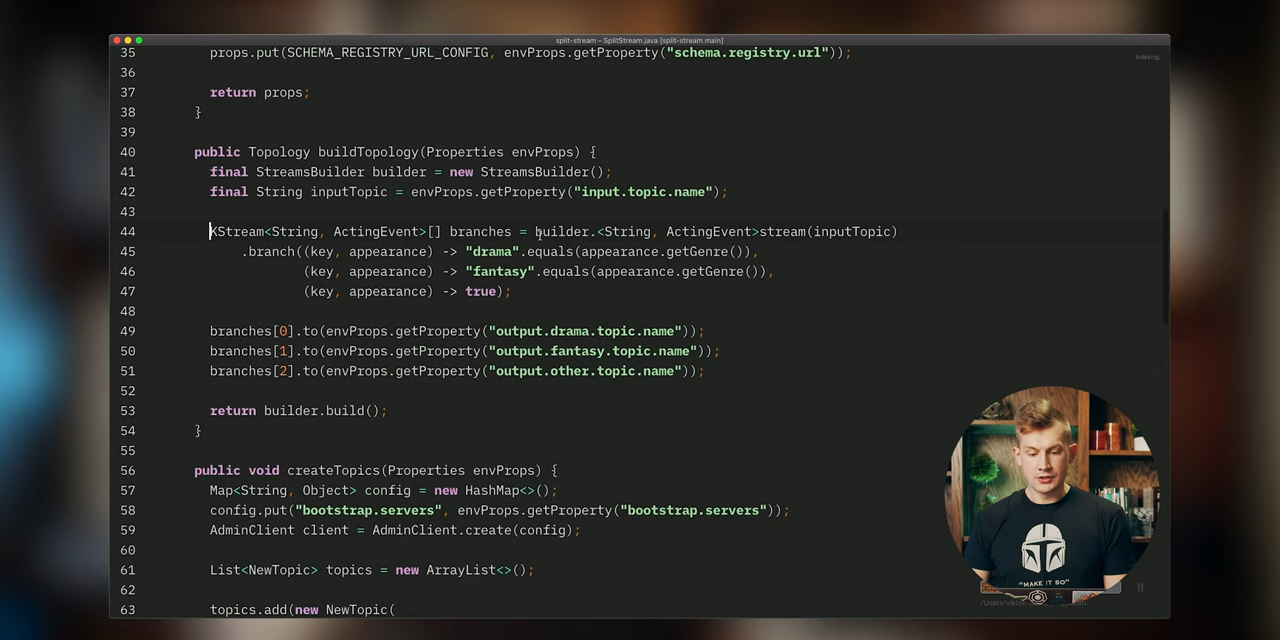 split-stream – SplitStream.java [split-stream.main]
Indexing...
35 props.put(SCHEMA_REGISTRY_URL_CONFIG, envProps.getProperty("schema.registry.url"));
36
37 return props;
38 }
39
40 public Topology buildTopology(Properties envProps) {
41 final StreamsBuilder builder = new StreamsBuilder();
42 final String inputTopic = envProps.getProperty("input.topic.name");
43
44 KStream<String, ActingEvent>[] branches = builder.<String, ActingEvent>stream(inputTopic)
45 .branch((key, appearance) -> "drama".equals(appearance.getGenre()),
46 (key, appearance) -> "fantasy".equals(appearance.getGenre()),
47 (key, appearance) -> true);
48
49 branches[0].to(envProps.getProperty("output.drama.topic.name"));
50 branches[1].to(envProps.getProperty("output.fantasy.topic.name"));
51 branches[2].to(envProps.getProperty("output.other.topic.name"));
52
53 return builder.build();
54 }
55
56 public void createTopics(Properties envProps) {
57 Map<String, Object> config = new HashMap<>();
58 config.put("bootstrap.servers", envProps.getProperty("bootstrap.servers"));
59 AdminClient client = AdminClient.create(config);
60
61 List<NewTopic> topics = new ArrayList<>();
62
63 topics.add(new NewTopic(
"MAKE IT SO"